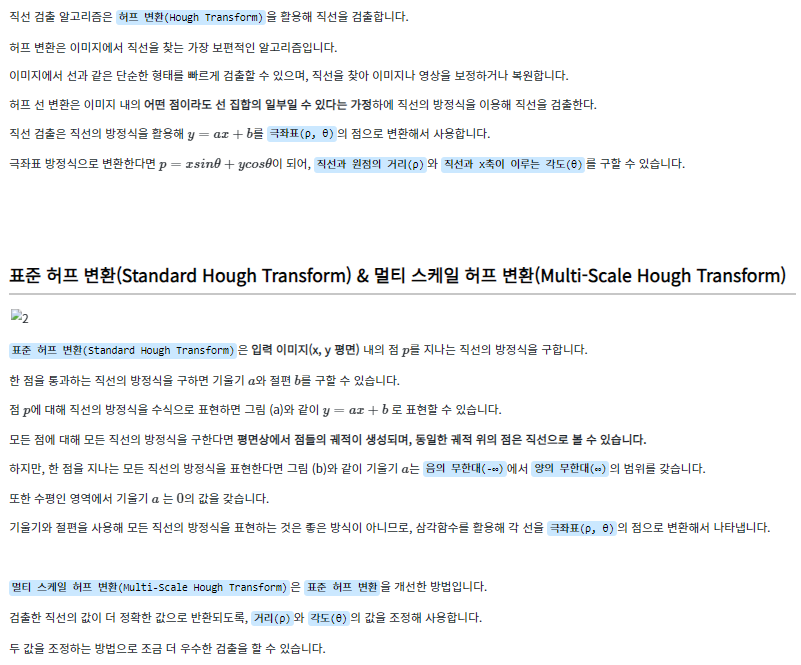 직선 검출 알고리즘은 허프 변환(Hough Transform)을 활용해 직선을 검출합니다.
허프 변환은 이미지에서 직선을 찾는 가장 보편적인 알고리즘입니다.
이미지에서 선과 같은 단순한 형태를 빠르게 검출할 수 있으며, 직선을 찾아 이미지나 영상을 보정하거나 복원합니다.
허프 선 변환은 이미지 내의 어떤 점이라도 선 집합의 일부일 수 있다는 가정하에 직선의 방정식을 이용해 직선을 검출한다.
직선 검출은 직선의 방정식을 활용해 y = ax + b를 극좌표(ρ, θ)의 점으로 변환해서 사용합니다.
극좌표 방정식으로 변환한다면 p = xsinθ + ycosθ이 되어, 직선과 원점의 거리(ρ)와 직선과 x축이 이루는 각도(θ)를 구할 수 있습니다.
표준 허프 변환(Standard Hough Transform) & 멀티 스케일 허프 변환(Multi-Scale Hough Transform)
2
표준 허프 변환(Standard Hough Transform)은 입력 이미지(x, y 평면) 내의 점 p를 지나는 직선의 방정식을 구합니다.
한 점을 통과하는 직선의 방정식을 구하면 기울기 a와 절편 b를 구할 수 있습니다.
점 p에 대해 직선의 방정식을 수식으로 표현하면 그림 (a)와 같이 y = ax + b 로 표현할 수 있습니다.
모든 점에 대해 모든 직선의 방정식을 구한다면 평면상에서 점들의 궤적이 생성되며, 동일한 궤적 위의 점은 직선으로 볼 수 있습니다.
하지만, 한 점을 지나는 모든 직선의 방정식을 표현한다면 그림 (b)와 같이 기울기 a는 음의 무한대(-∞)에서 양의 무한대(∞)의 범위를 갖습니다.
또한 수평인 영역에서 기울기 a 는 0의 값을 갖습니다.
기울기와 절편을 사용해 모든 직선의 방정식을 표현하는 것은 좋은 방식이 아니므로, 삼각함수를 활용해 각 선을 극좌표(ρ, θ)의 점으로 변환해서 나타냅니다.
멀티 스케일 허프 변환(Multi-Scale Hough Transform)은 표준 허프 변환을 개선한 방법입니다.
검출한 직선의 값이 더 정확한 값으로 반환되도록, 거리(ρ)와 각도(θ)의 값을 조정해 사용합니다.
두 값을 조정하는 방법으로 조금 더 우수한 검출을 할 수 있습니다.